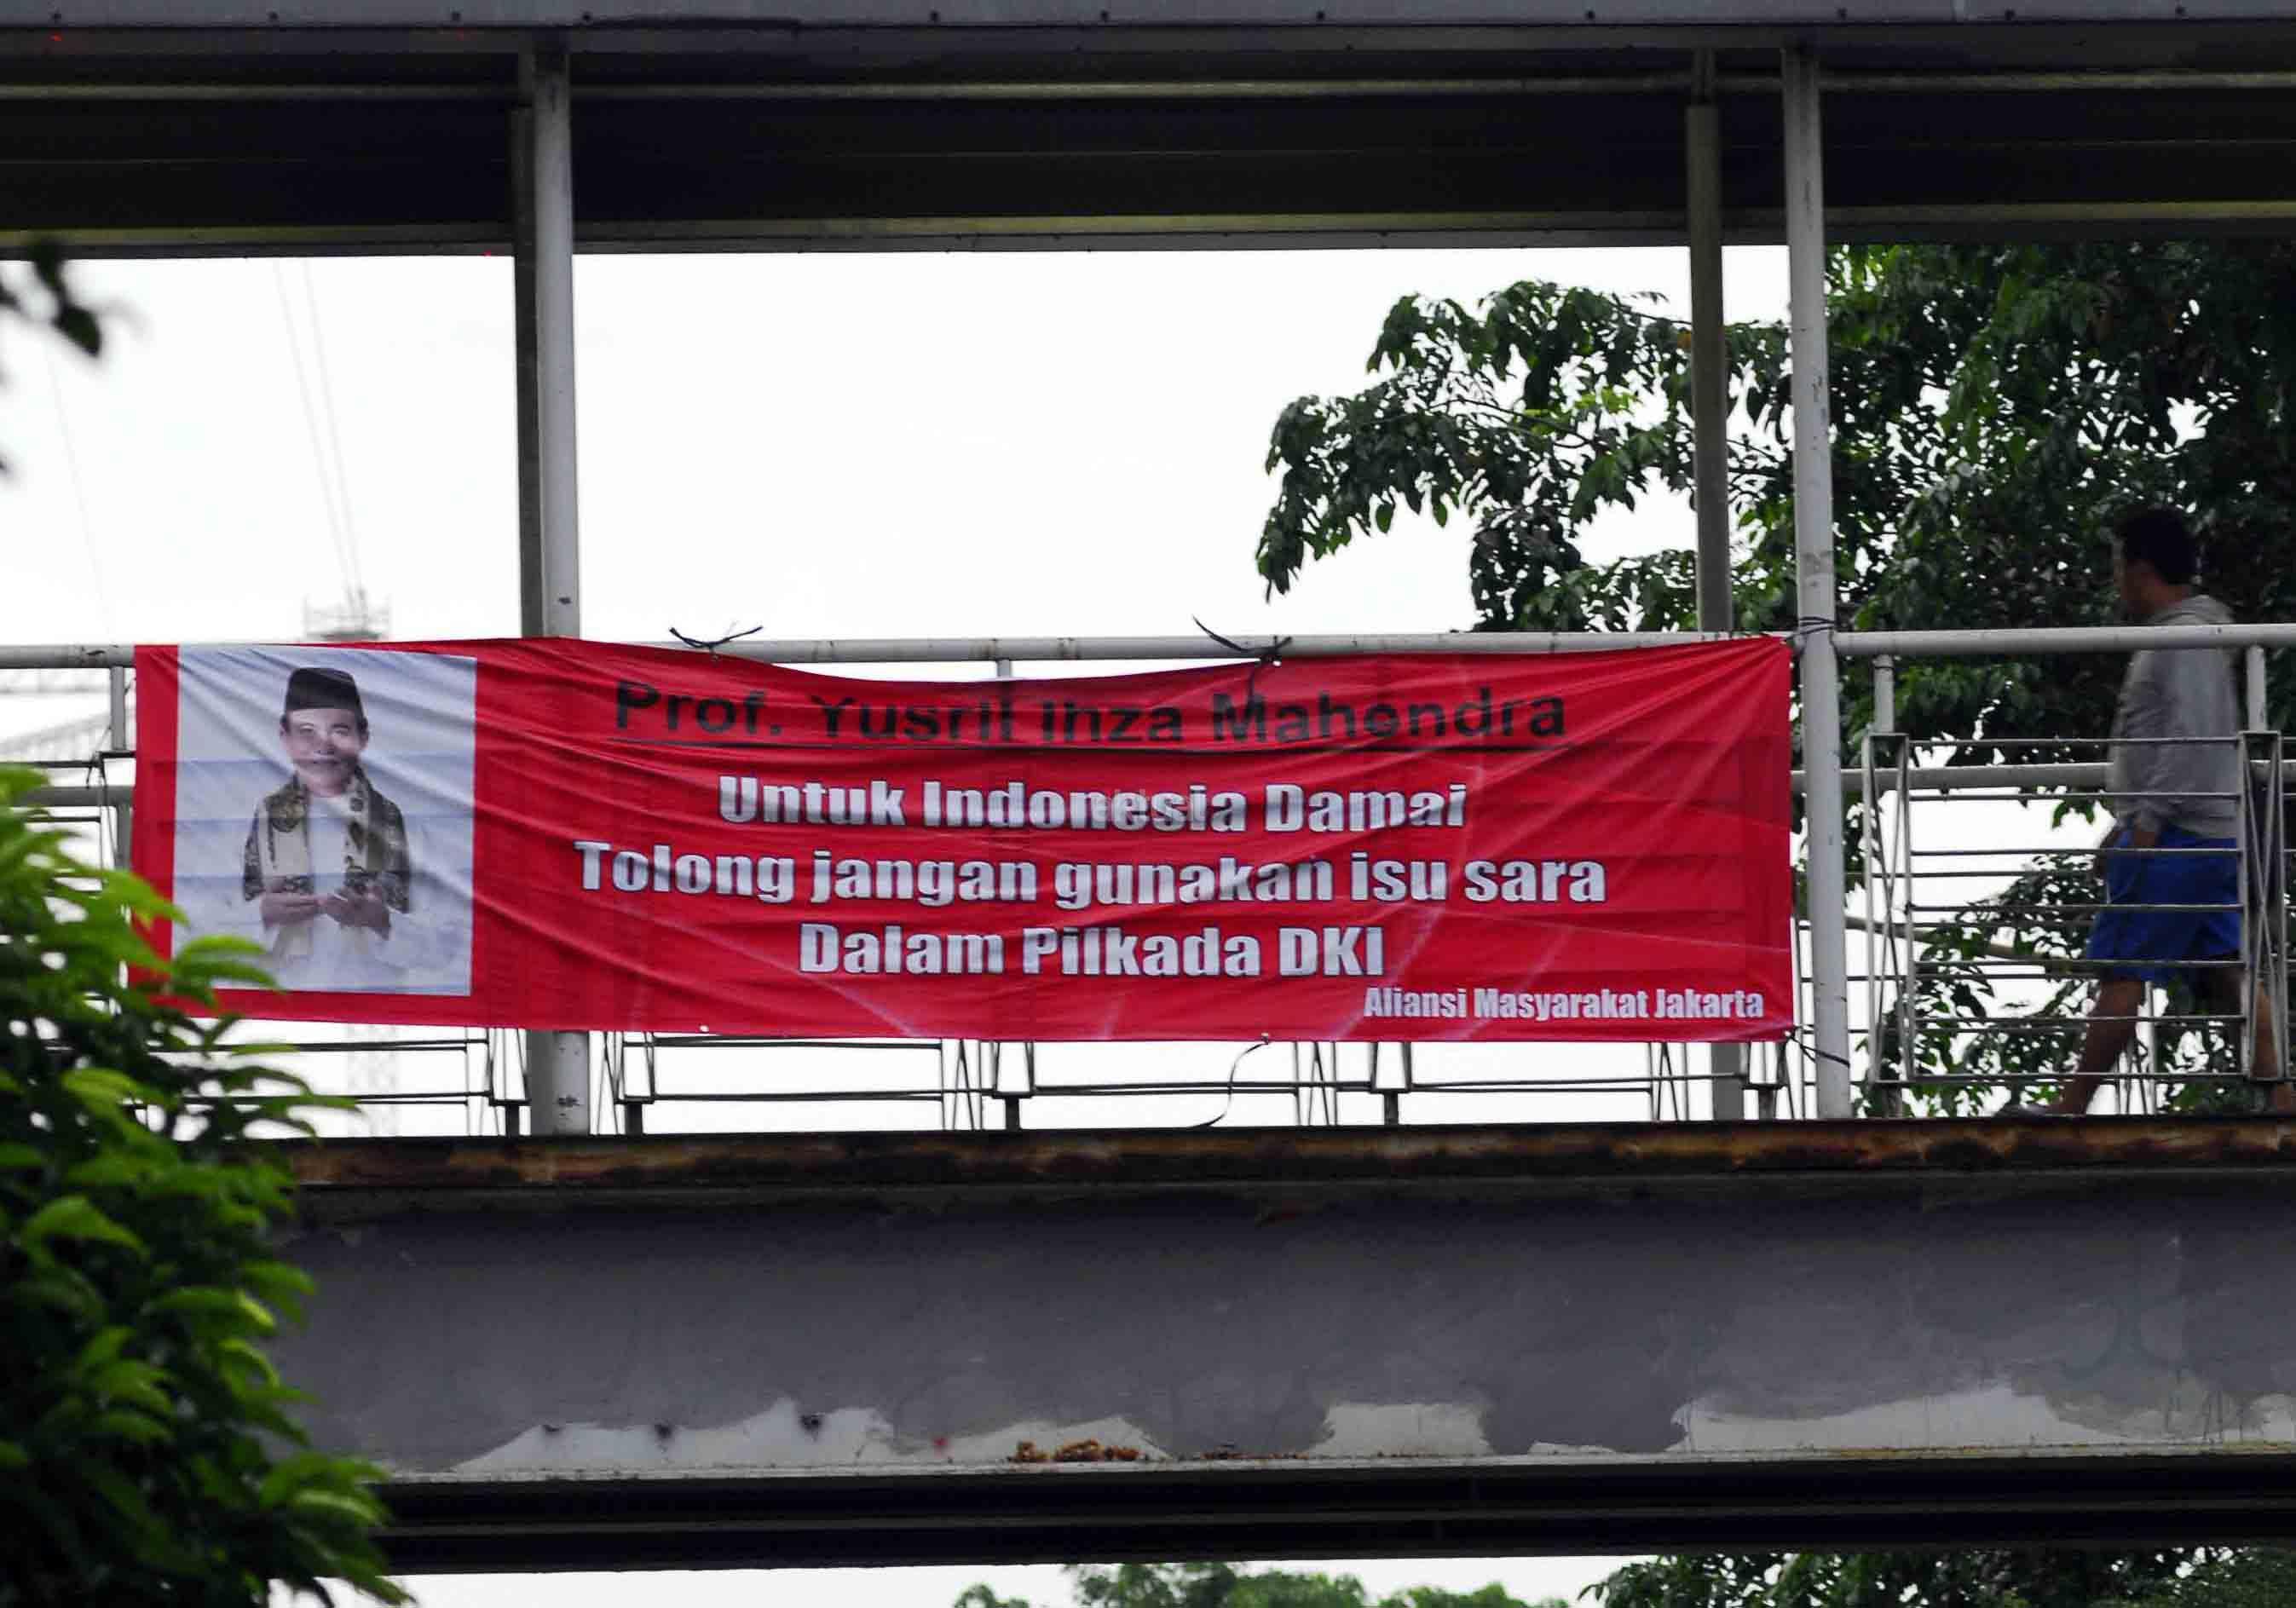 Prof. Yusril Ihza Mahendra
Untuk Indonesia Damai
Tolong jangan gunakan isu sara
Dalam Pilkada DKI
Aliansi Masyarakat Jakarta